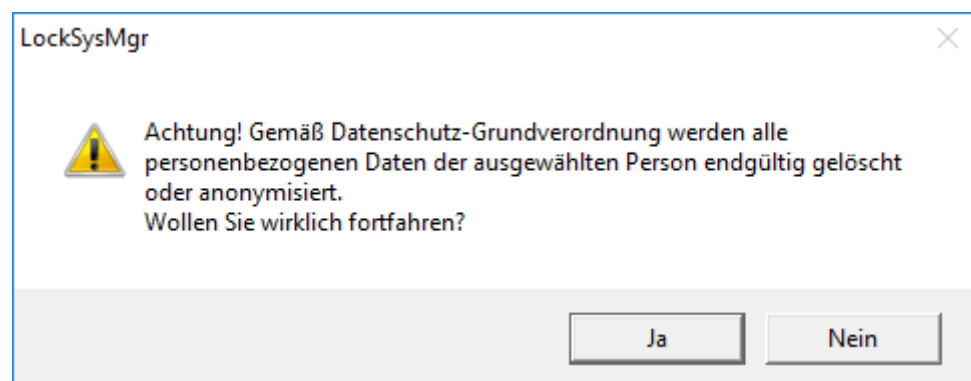 LockSysMgr
Achtung! Gemäß Datenschutz-Grundverordnung werden alle
personenbezogenen Daten der ausgewählten Person endgültig gelöscht
oder anonymisiert.
Wollen Sie wirklich fortfahren?
Ja
Nein